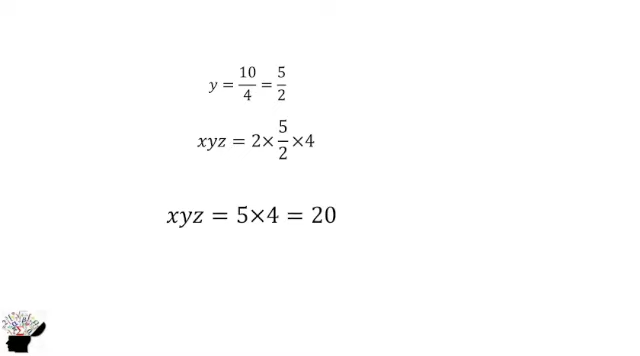 y = 10/4 = 5/2
xyz = 2× 5/2 ×4
xyz = 5×4 = 20